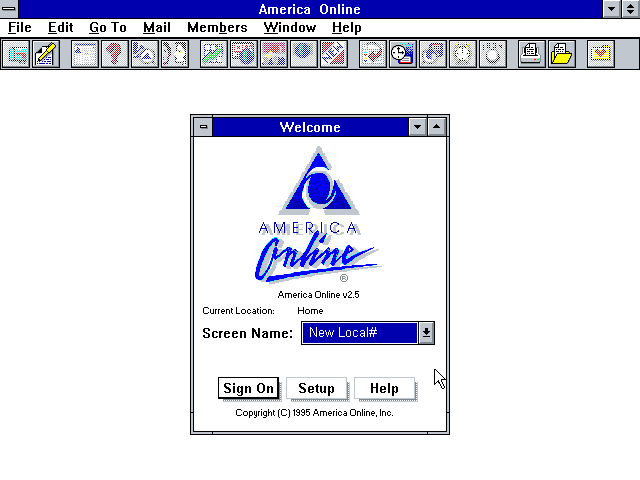 America Online
File Edit Go To Mail Members Window Help
Welcome
AMERICA
Online
®
America Online v2.5
Current Location: Home
Screen Name: New Local#
Sign On Setup Help
Copyright (C) 1995 America Online, Inc.